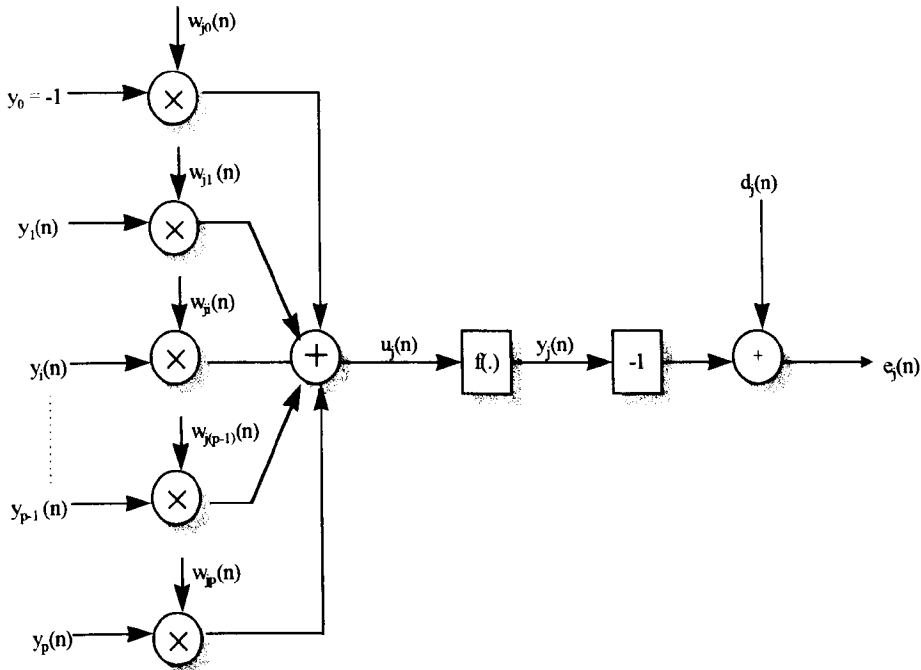 w_j0(n)
y_0 = -1
×
w_j1(n)
d_j(n)
y_1(n)
×
w_ji(n)
u_j(n)
y_j(n)
y_i(n)
×
+
f(.)
-1
+
e_j(n)
w_j(p-1)(n)
y_p-1(n)
×
w_jp(n)
y_p(n)
×